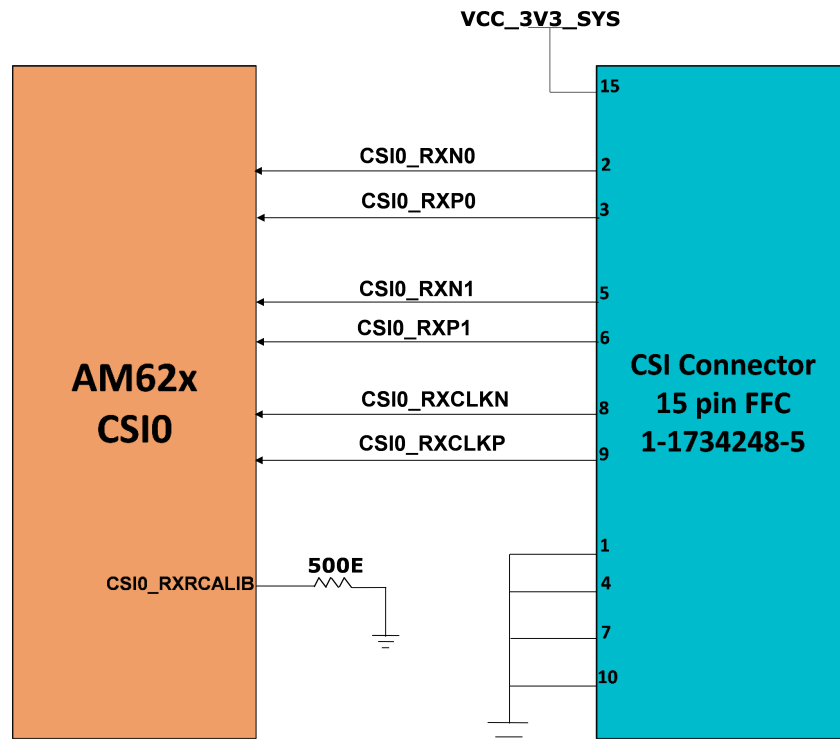 VCC_3V3_SYS
15
CSI0_RXN0
2
CSI0_RXP0
3
CSI0_RXN1
5
CSI0_RXP1
6
AM62x
CSI0
CSI Connector
15 pin FFC
1-1734248-5
CSI0_RXCLKN
8
CSI0_RXCLKP
9
1
500E
CSI0_RXRCALIB
4
7
10